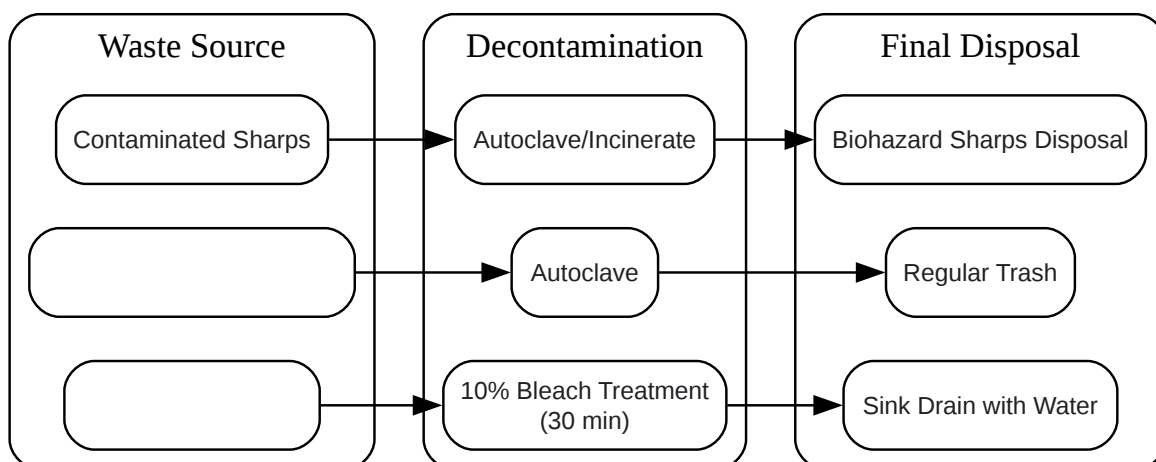 Waste Source
Decontamination
Final Disposal
Contaminated Sharps
Autoclave/Incinerate
Biohazard Sharps Disposal
Autoclave
Regular Trash
10% Bleach Treatment
(30 min)
Sink Drain with Water